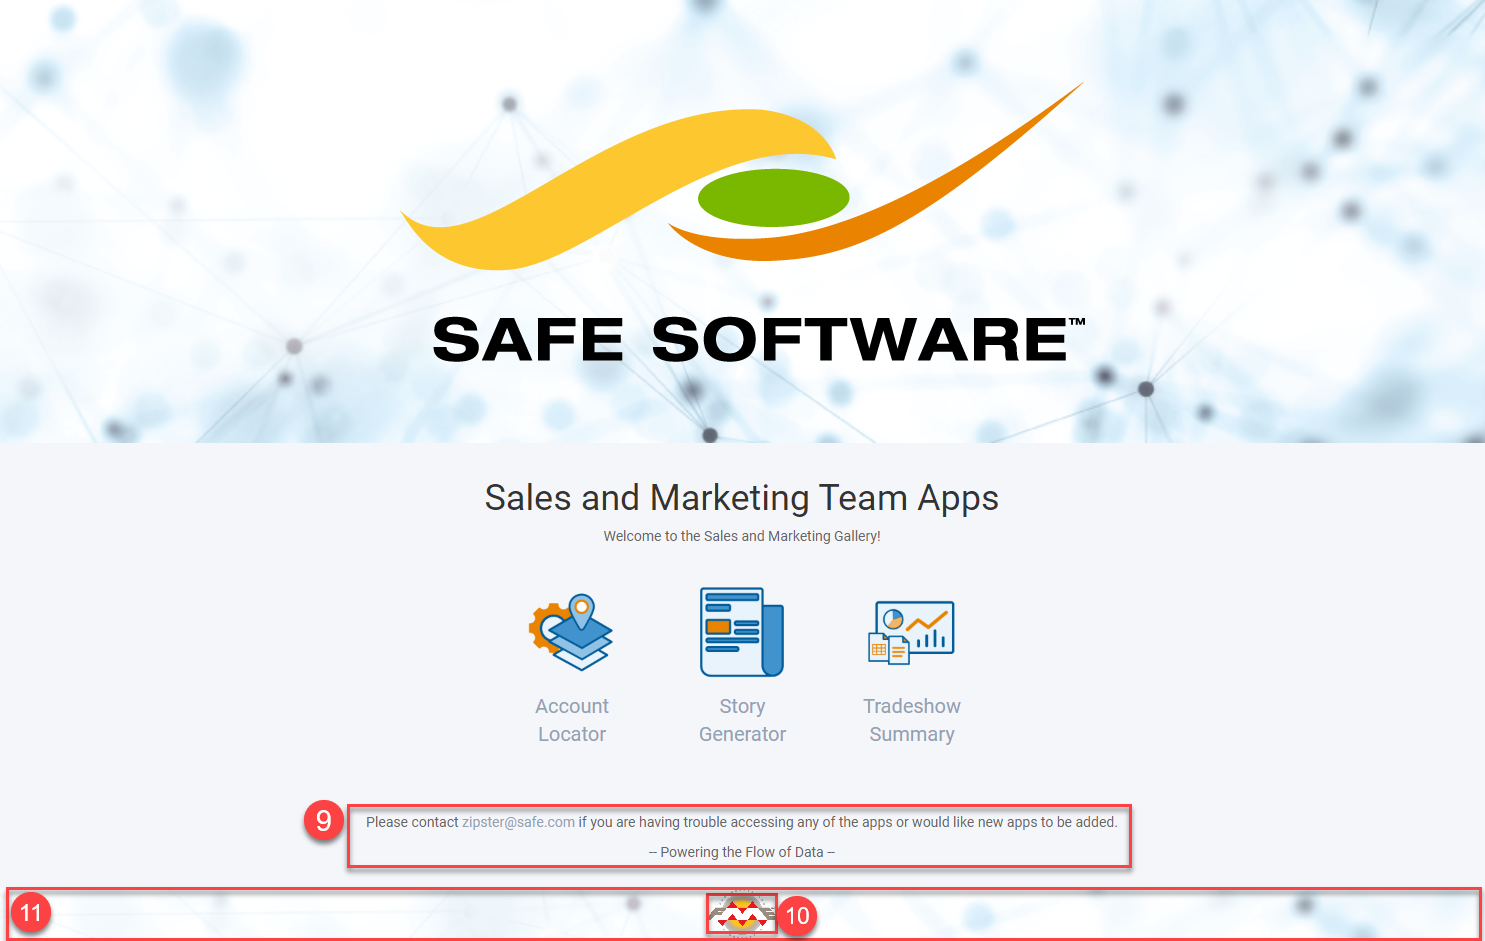 SAFE SOFTWARE™
Sales and Marketing Team Apps
Welcome to the Sales and Marketing Gallery!
Account
Locator
Story
Generator
Tradeshow
Summary
9
Please contact zipster@safe.com if you are having trouble accessing any of the apps or would like new apps to be added.
-- Powering the Flow of Data --
11
10